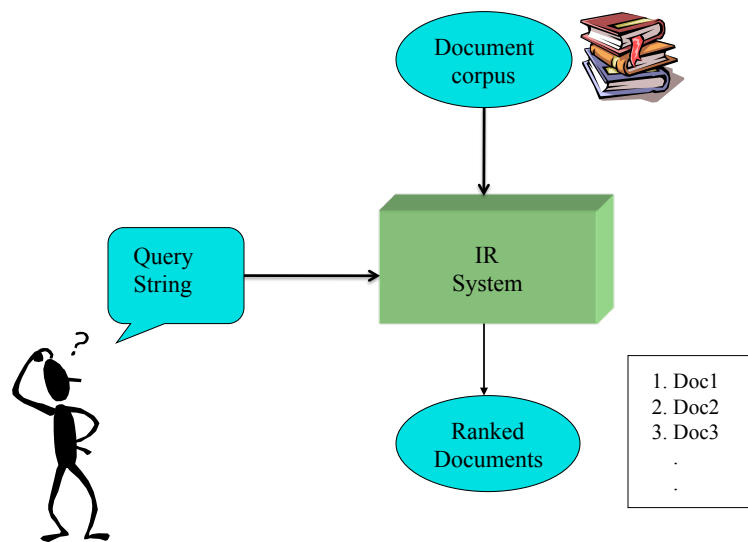 Document
corpus
Query
String
IR
System
?
Ranked
Documents
1. Doc1
2. Doc2
3. Doc3
.
.